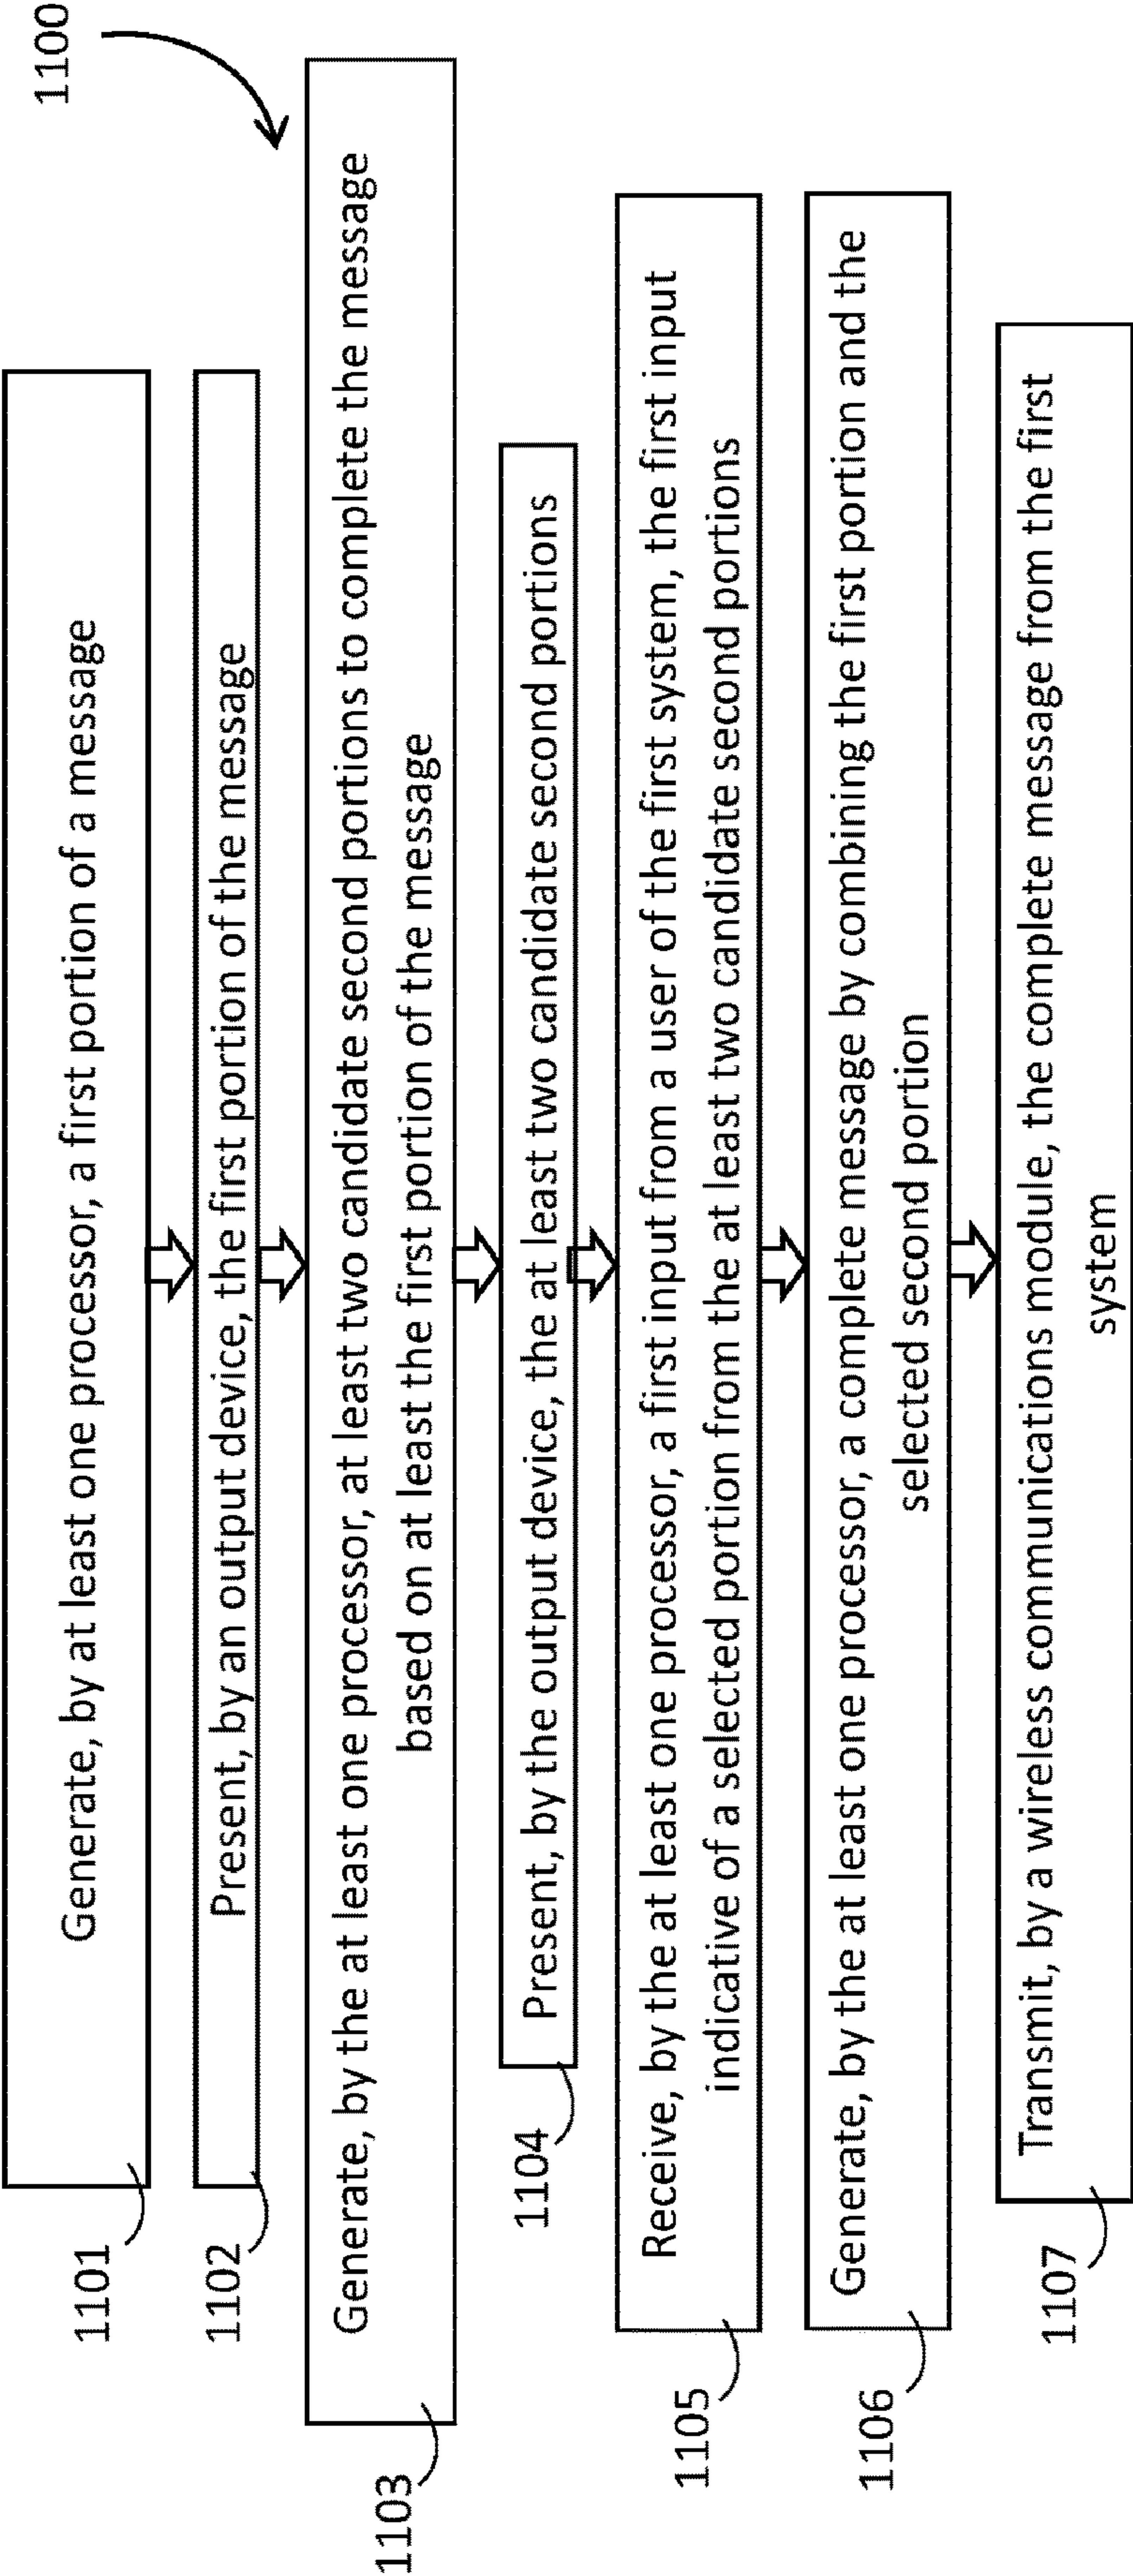 1100
1101
Generate, by at least one processor, a first portion of a message
1102
Present, by an output device, the first portion of the message
1103
Generate, by the at least one processor, at least two candidate second portions to complete the message
based on at least the first portion of the message
1104
Present, by the output device, the at least two candidate second portions
1105
Receive, by the at least one processor, a first input from a user of the first system, the first input
indicative of a selected portion from the at least two candidate second portions
1106
Generate, by the at least one processor, a complete message by combining the first portion and the
selected second portion
1107
Transmit, by a wireless communications module, the complete message from the first
system